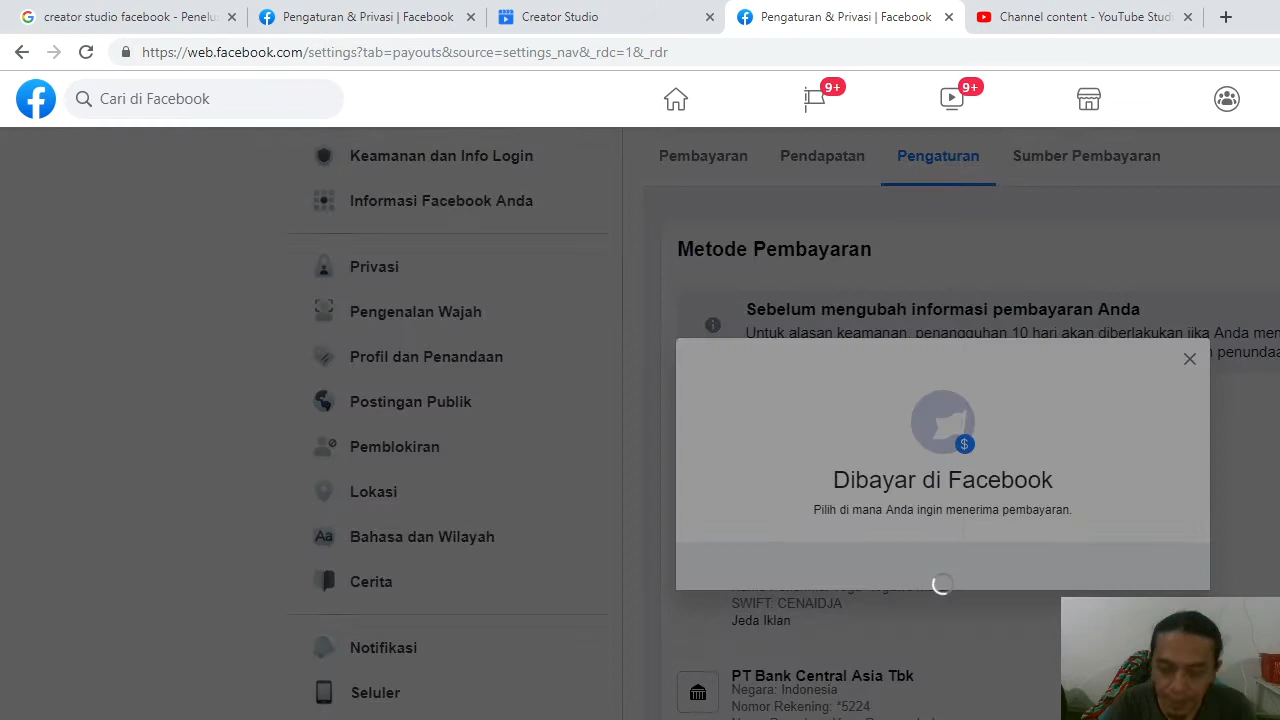 creator studio facebook - Penelus
Pengaturan & Privasi | Facebook
Creator Studio
Pengaturan & Privasi | Facebook
Channel content - YouTube Studi
https://web.facebook.com/settings?tab=payouts&source=settings_nav&_rdc=1&_rdr
Cari di Facebook
9+
9+
Keamanan dan Info Login
Informasi Facebook Anda
Privasi
Pengenalan Wajah
Profil dan Penandaan
Postingan Publik
Pemblokiran
Lokasi
Aa
Bahasa dan Wilayah
Cerita
Notifikasi
Seluler
Pembayaran
Pendapatan
Pengaturan
Sumber Pembayaran
Metode Pembayaran
Sebelum mengubah informasi pembayaran Anda
Untuk alasan keamanan, penangguhan 10 hari akan diberlakukan jika Anda men
penundaa
$
Dibayar di Facebook
Pilih di mana Anda ingin menerima pembayaran.
SWIFT: CENAIDJA
Jeda Iklan
PT Bank Central Asia Tbk
Negara: Indonesia
Nomor Rekening: *5224